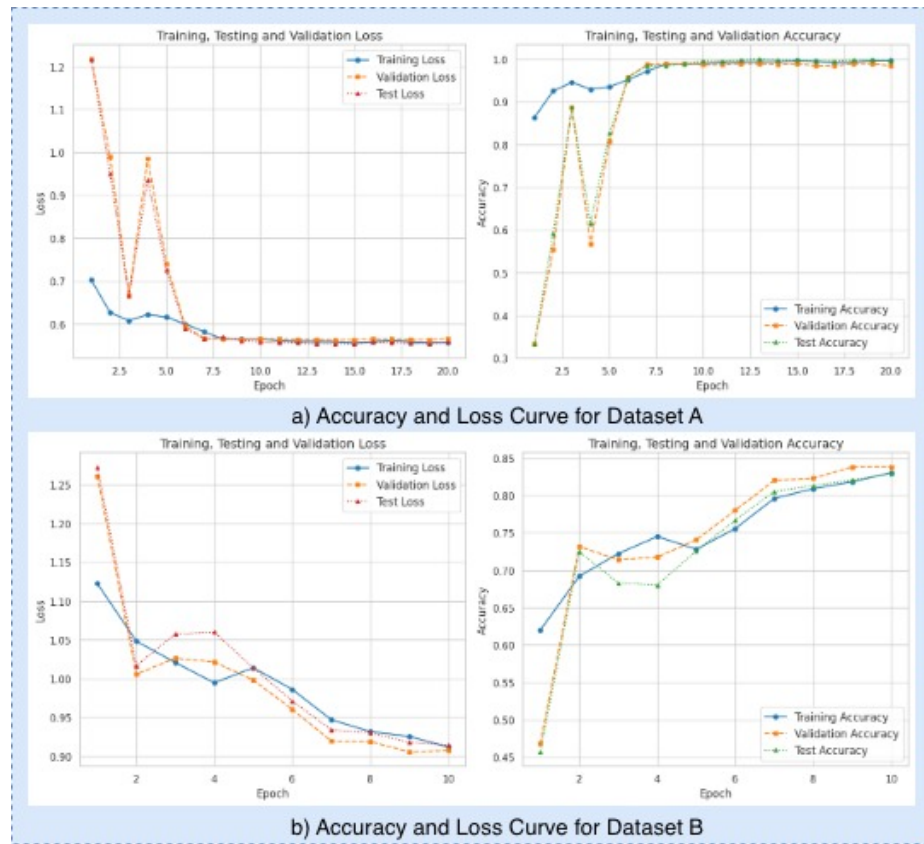 Training, Testing and Validation Loss
Training, Testing and Validation Accuracy
Training Loss
Validation Loss
Test Loss
1.2
1.1
1.0
0.9
0.8
0.7
0.6
Loss
2.5 5.0 7.5 10.0 12.5 15.0 17.5 20.0
Epoch
1.0
0.9
0.8
0.7
0.6
0.5
0.4
0.3
Accuracy
Training Accuracy
Validation Accuracy
Test Accuracy
2.5 5.0 7.5 10.0 12.5 15.0 17.5 20.0
Epoch
a) Accuracy and Loss Curve for Dataset A
Training, Testing and Validation Loss
Training, Testing and Validation Accuracy
Training Loss
Validation Loss
Test Loss
1.25
1.20
1.15
1.10
1.05
1.00
0.95
0.90
Loss
2 4 6 8 10
Epoch
0.85
0.80
0.75
0.70
0.65
0.60
0.55
0.50
0.45
Accuracy
Training Accuracy
Validation Accuracy
Test Accuracy
2 4 6 8 10
Epoch
b) Accuracy and Loss Curve for Dataset B